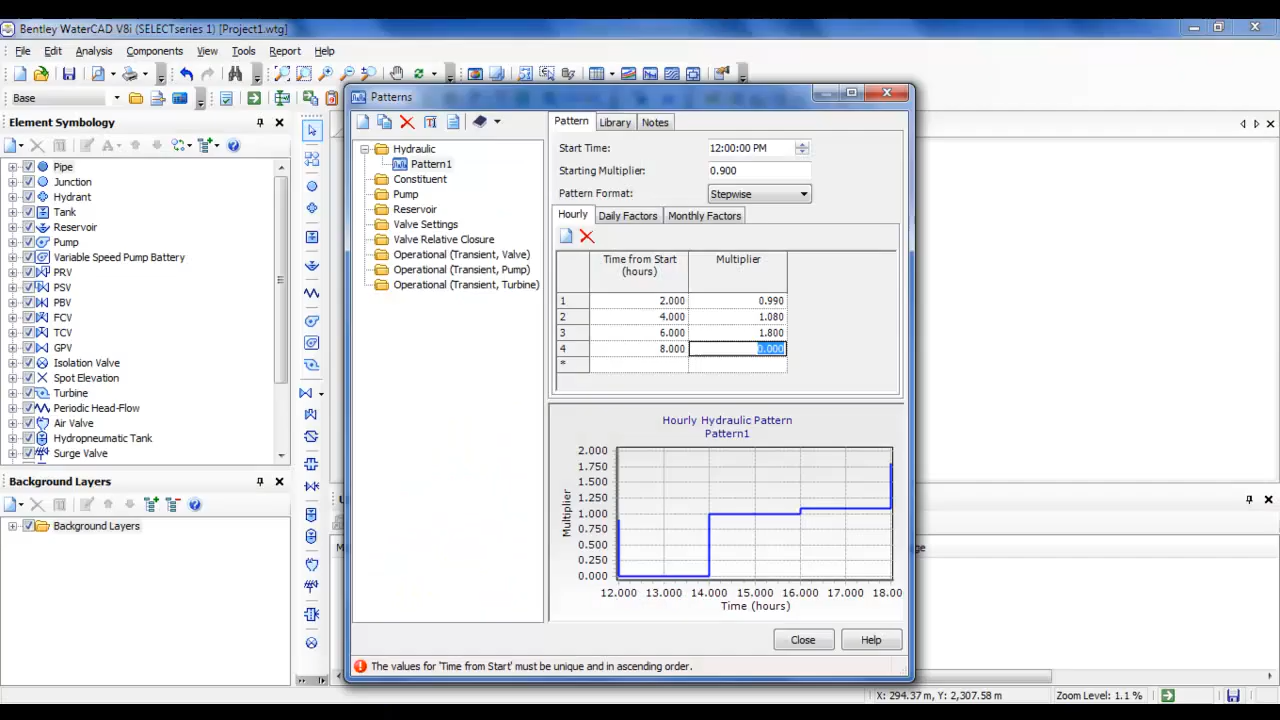 Bentley WaterCAD V8i (SELECTseries 1) [Project1.wtg]
File Edit Analysis Components View Tools Report Help
Base
Element Symbology
Pipe
Junction
Hydrant
Tank
Reservoir
Pump
Variable Speed Pump Battery
PRV
PSV
PBV
FCV
TCV
GPV
Isolation Valve
Spot Elevation
Turbine
Periodic Head-Flow
Air Valve
Hydropneumatic Tank
Surge Valve
Background Layers
Background Layers
Patterns
Hydraulic
Pattern1
Constituent
Pump
Reservoir
Valve Settings
Valve Relative Closure
Operational (Transient, Valve)
Operational (Transient, Pump)
Operational (Transient, Turbine)
Pattern Library Notes
Start Time: 12:00:00 PM
Starting Multiplier: 0.900
Pattern Format: Stepwise
Hourly Daily Factors Monthly Factors
Time from Start (hours) Multiplier
1 2.000 0.990
2 4.000 1.080
3 6.000 1.800
4 8.000 0.000
*
Hourly Hydraulic Pattern
Pattern1
Multiplier
2.000
1.750
1.500
1.250
1.000
0.750
0.500
0.250
0.000
12.000 13.000 14.000 15.000 16.000 17.000 18.00
Time (hours)
Close Help
The values for 'Time from Start' must be unique and in ascending order.
X: 294.37 m, Y: 2,307.58 m Zoom Level: 1.1 %